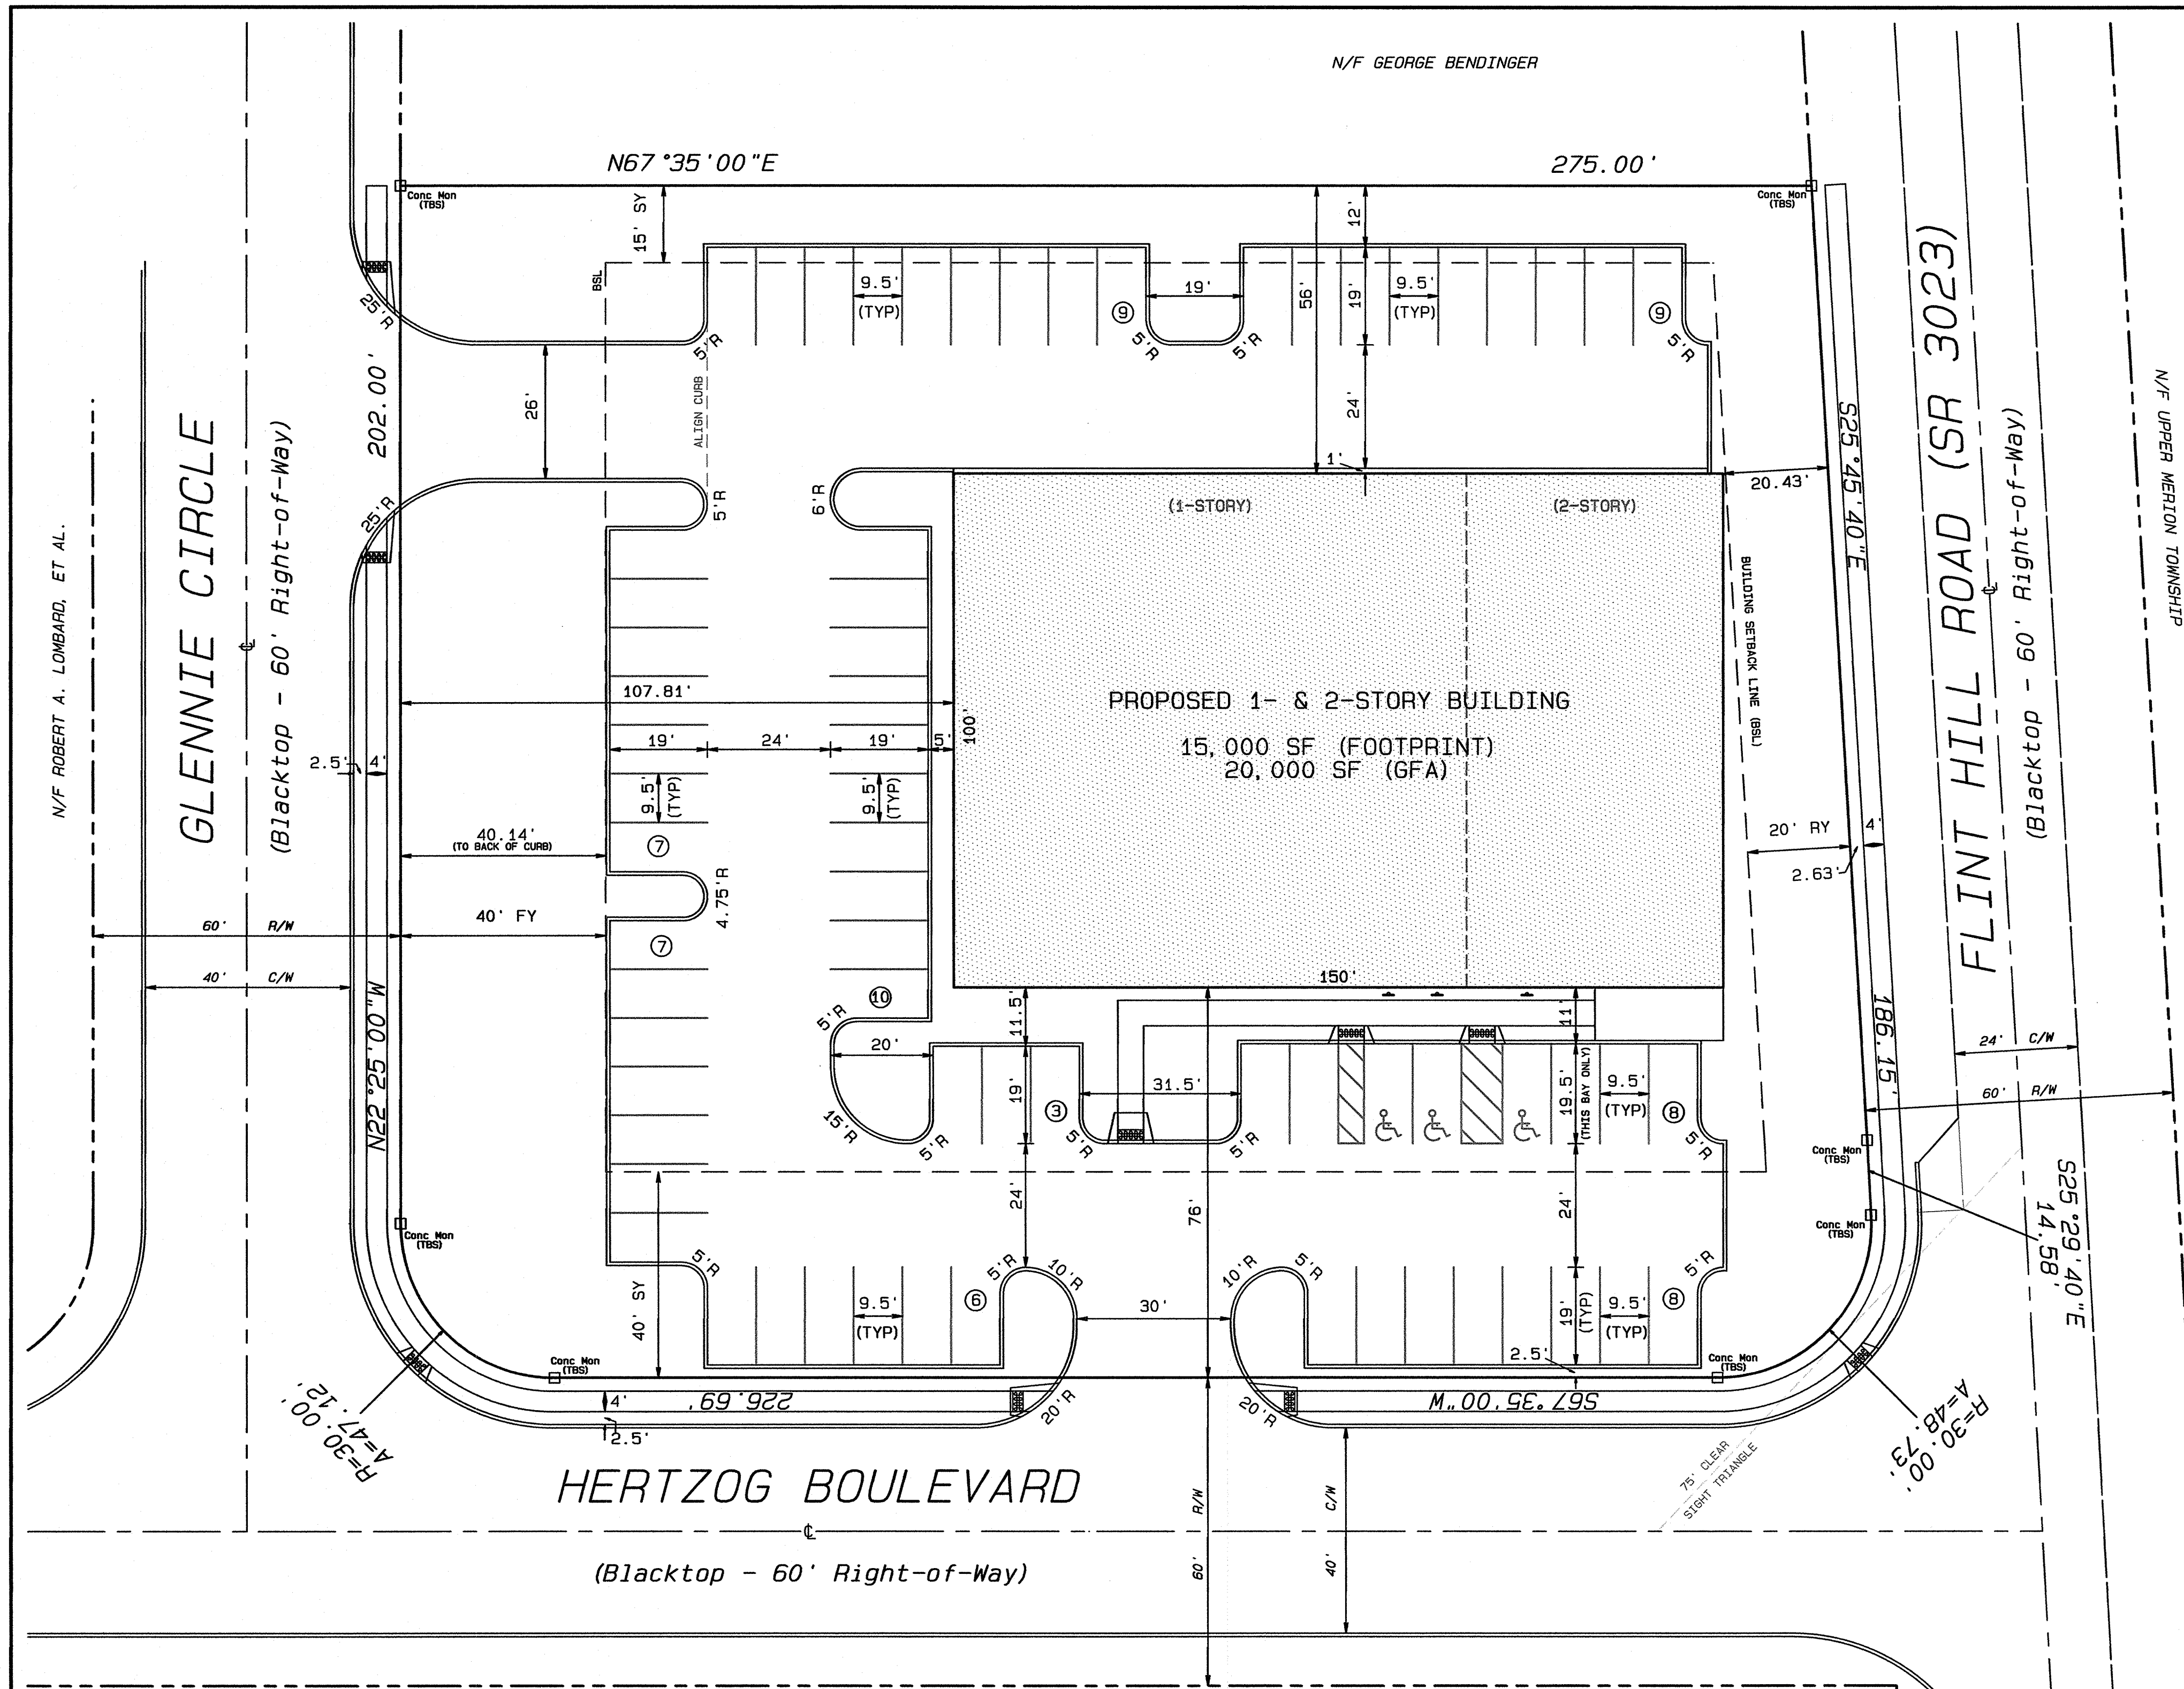 N/F GEORGE BENDINGER
N67°35'00"E
275.00'
Conc Mon
(TBS)
Conc Mon
(TBS)
15' SY
12'
BSL
9.5'
(TYP)
19'
56'
19'
9.5'
(TYP)
9
9
25'R
5'R
5'R
5'R
5'R
202.00'
26'
ALIGN CURB
24'
1'
20.43'
25'R
5'R
6'R
(1-STORY)
(2-STORY)
S25°45'40"E
FLINT HILL ROAD (SR 3023)
(Blacktop - 60' Right-of-Way)
N/F UPPER MERION TOWNSHIP
N/F ROBERT A. LOMBARD, ET AL.
GLENNIE CIRCLE
(Blacktop - 60' Right-of-Way)
℄
℄
BUILDING SETBACK LINE (BSL)
107.81'
100'
PROPOSED 1- & 2-STORY BUILDING
15,000 SF (FOOTPRINT)
20,000 SF (GFA)
19'
24'
19'
5'
2.5'
4'
9.5'
(TYP)
9.5'
(TYP)
40.14'
(TO BACK OF CURB)
7
20' RY
4'
2.63'
4.75'R
40' FY
60' R/W
7
40' C/W
150'
10
11.5'
11'
186.15'
N22°25'00"W
5'R
20'
24' C/W
19'
31.5'
19.5'
(THIS BAY ONLY)
9.5'
(TYP)
60' R/W
3
8
15'R
5'R
5'R
5'R
5'R
Conc Mon
(TBS)
24'
76'
24'
S25°29'40"E
14.58'
Conc Mon
(TBS)
Conc Mon
(TBS)
40' SY
5'R
5'R
10'R
10'R
5'R
5'R
9.5'
(TYP)
6
30'
19'
(TYP)
9.5'
(TYP)
8
2.5'
Conc Mon
(TBS)
Conc Mon
(TBS)
R=30.00'
A=47.12'
4'
226.69'
20'R
20'R
S67°35'00"W
2.5'
R=30.00'
A=48.73'
75' CLEAR
SIGHT TRIANGLE
HERTZOG BOULEVARD
60' R/W
40' C/W
℄
(Blacktop - 60' Right-of-Way)